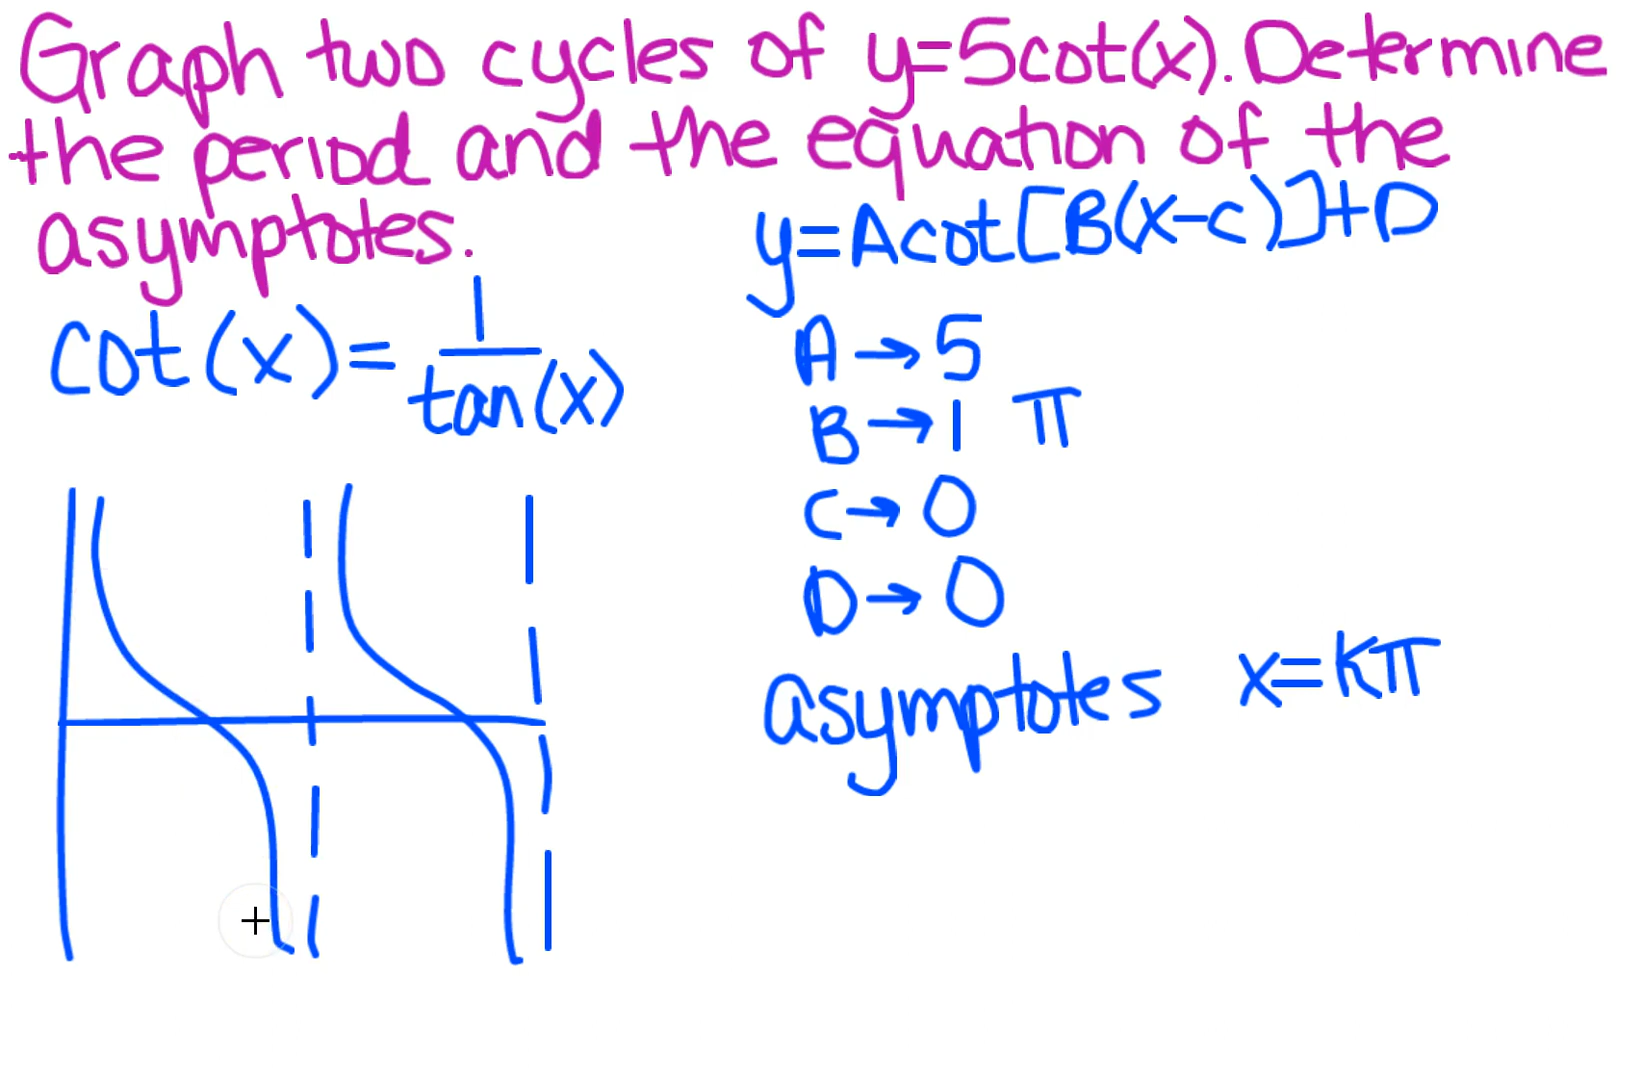 Graph two cycles of y=5cot(x). Determine
the period and the equation of the
asymptotes.
y=Acot[B(x-c)]+D
cot(x)=1/tan(x)
A→5
B→1 π
C→0
D→0
asymptotes x=kπ